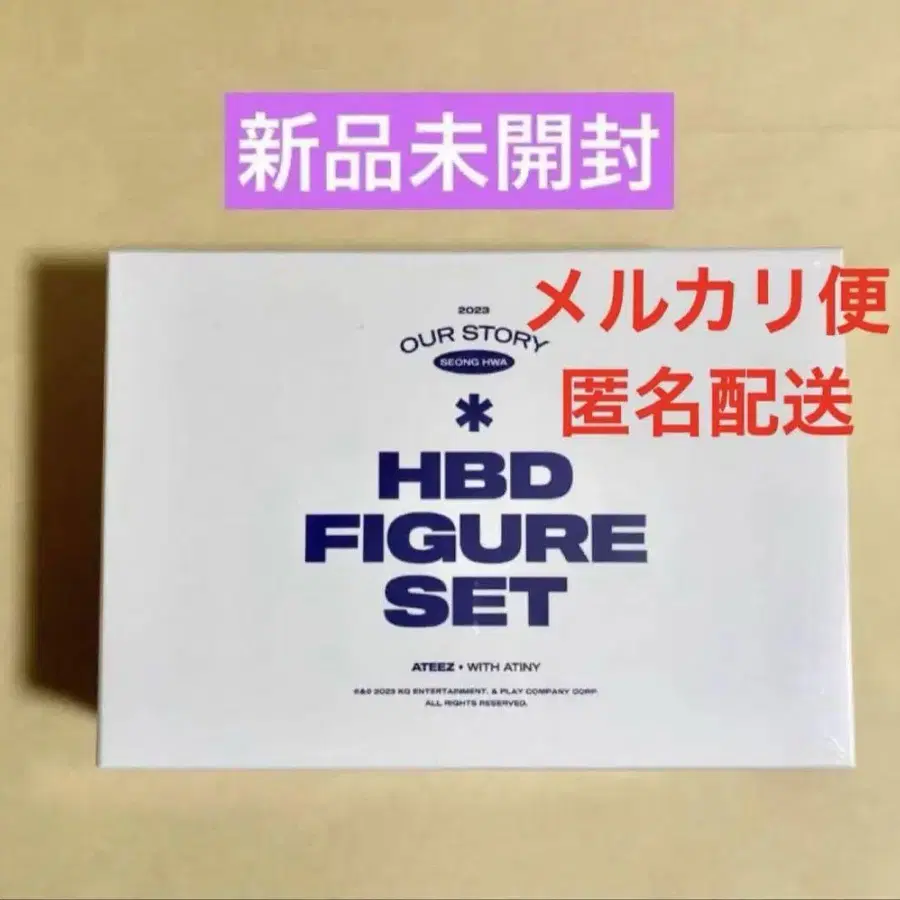 新品未開封
メルカリ便
匿名配送
2023
OUR STORY
SEONG HWA
*
HBD
FIGURE
SET
ATEEZ • WITH ATINY
©&® 2023 KQ ENTERTAINMENT. & PLAY COMPANY CORP.
ALL RIGHTS RESERVED.